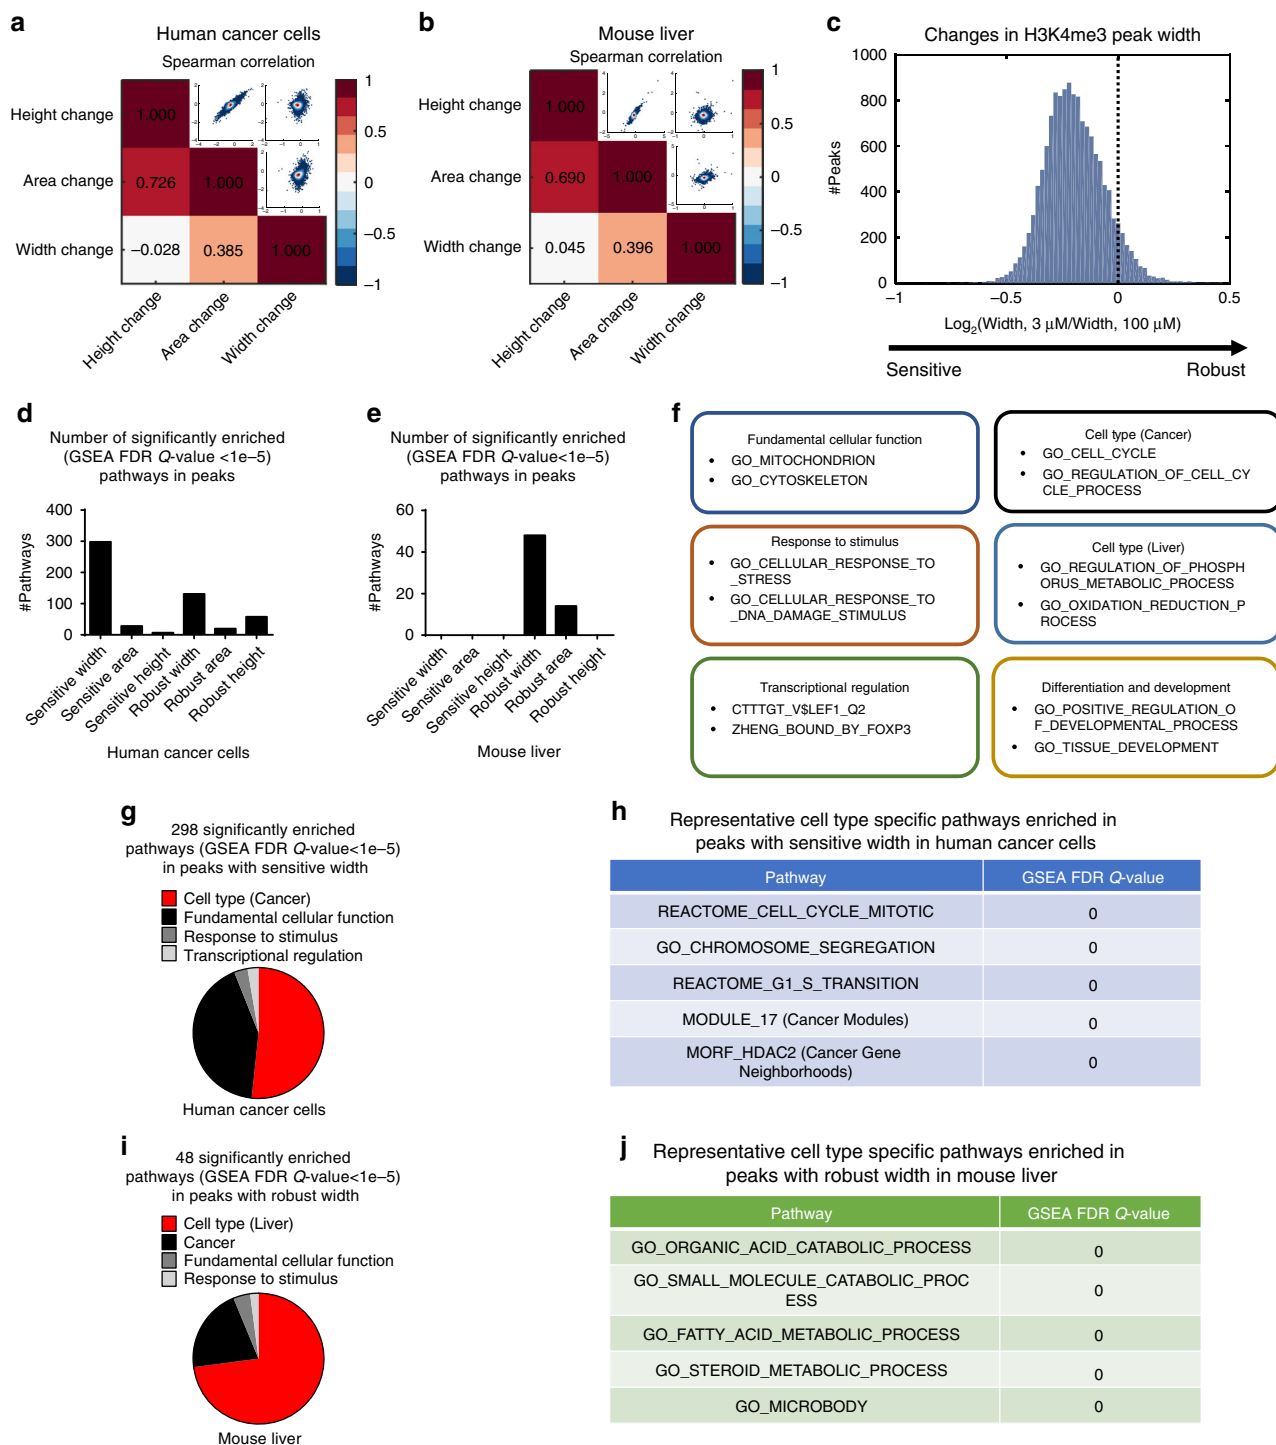 a
Human cancer cells
Spearman correlation
Height change
Area change
Width change
1.000
0.726
1.000
−0.028
0.385
1.000
2
0
−2
−4
−4
−2
0
2
1
0.5
0
−0.5
−1
Height change
Area change
Width change
b
Mouse liver
Spearman correlation
Height change
Area change
Width change
1.000
0.690
1.000
0.045
0.396
1.000
1
0.5
0
−0.5
−1
Height change
Area change
Width change
c
Changes in H3K4me3 peak width
#Peaks
1000
800
600
400
200
0
−1
−0.5
0
0.5
Log2(Width, 3 μM/Width, 100 μM)
Sensitive
Robust
d
Number of significantly enriched
(GSEA FDR Q-value <1e–5)
pathways in peaks
#Pathways
400
300
200
100
0
Sensitive width
Sensitive area
Sensitive height
Robust width
Robust area
Robust height
Human cancer cells
e
Number of significantly enriched
(GSEA FDR Q-value<1e–5)
pathways in peaks
#Pathways
60
40
20
0
Sensitive width
Sensitive area
Sensitive height
Robust width
Robust area
Robust height
Mouse liver
f
Fundamental cellular function
• GO_MITOCHONDRION
• GO_CYTOSKELETON
Cell type (Cancer)
• GO_CELL_CYCLE
• GO_REGULATION_OF_CELL_CY
CLE_PROCESS
Response to stimulus
• GO_CELLULAR_RESPONSE_TO
_STRESS
• GO_CELLULAR_RESPONSE_TO
_DNA_DAMAGE_STIMULUS
Cell type (Liver)
• GO_REGULATION_OF_PHOSPH
ORUS_METABOLIC_PROCESS
• GO_OXIDATION_REDUCTION_P
ROCESS
Transcriptional regulation
• CTTTGT_V$LEF1_Q2
• ZHENG_BOUND_BY_FOXP3
Differentiation and development
• GO_POSITIVE_REGULATION_O
F_DEVELOPMENTAL_PROCESS
• GO_TISSUE_DEVELOPMENT
g
298 significantly enriched
pathways (GSEA FDR Q-value<1e–5)
in peaks with sensitive width
Cell type (Cancer)
Fundamental cellular function
Response to stimulus
Transcriptional regulation
Human cancer cells
h
Representative cell type specific pathways enriched in
peaks with sensitive width in human cancer cells
Pathway GSEA FDR Q-value
REACTOME_CELL_CYCLE_MITOTIC 0
GO_CHROMOSOME_SEGREGATION 0
REACTOME_G1_S_TRANSITION 0
MODULE_17 (Cancer Modules) 0
MORF_HDAC2 (Cancer Gene
Neighborhoods) 0
i
48 significantly enriched
pathways (GSEA FDR Q-value<1e–5)
in peaks with robust width
Cell type (Liver)
Cancer
Fundamental cellular function
Response to stimulus
Mouse liver
j
Representative cell type specific pathways enriched in
peaks with robust width in mouse liver
Pathway GSEA FDR Q-value
GO_ORGANIC_ACID_CATABOLIC_PROCESS 0
GO_SMALL_MOLECULE_CATABOLIC_PROC
ESS 0
GO_FATTY_ACID_METABOLIC_PROCESS 0
GO_STEROID_METABOLIC_PROCESS 0
GO_MICROBODY 0